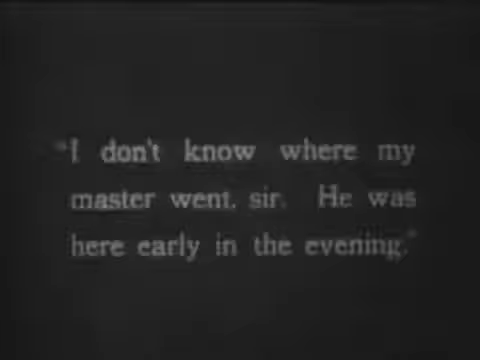 "I don't know where my
master went, sir. He was
here early in the evening."